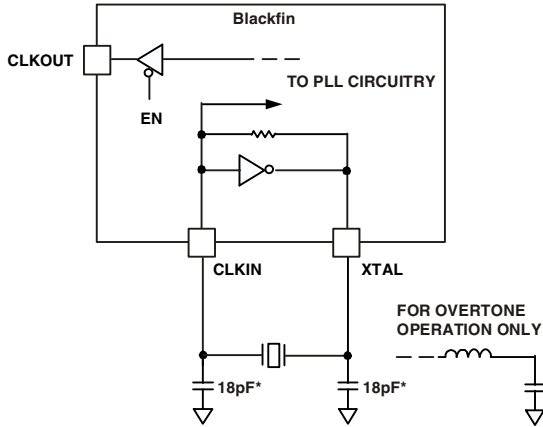 Blackfin
CLKOUT
TO PLL CIRCUITRY
EN
CLKIN
XTAL
FOR OVERTONE
OPERATION ONLY
18pF*
18pF*